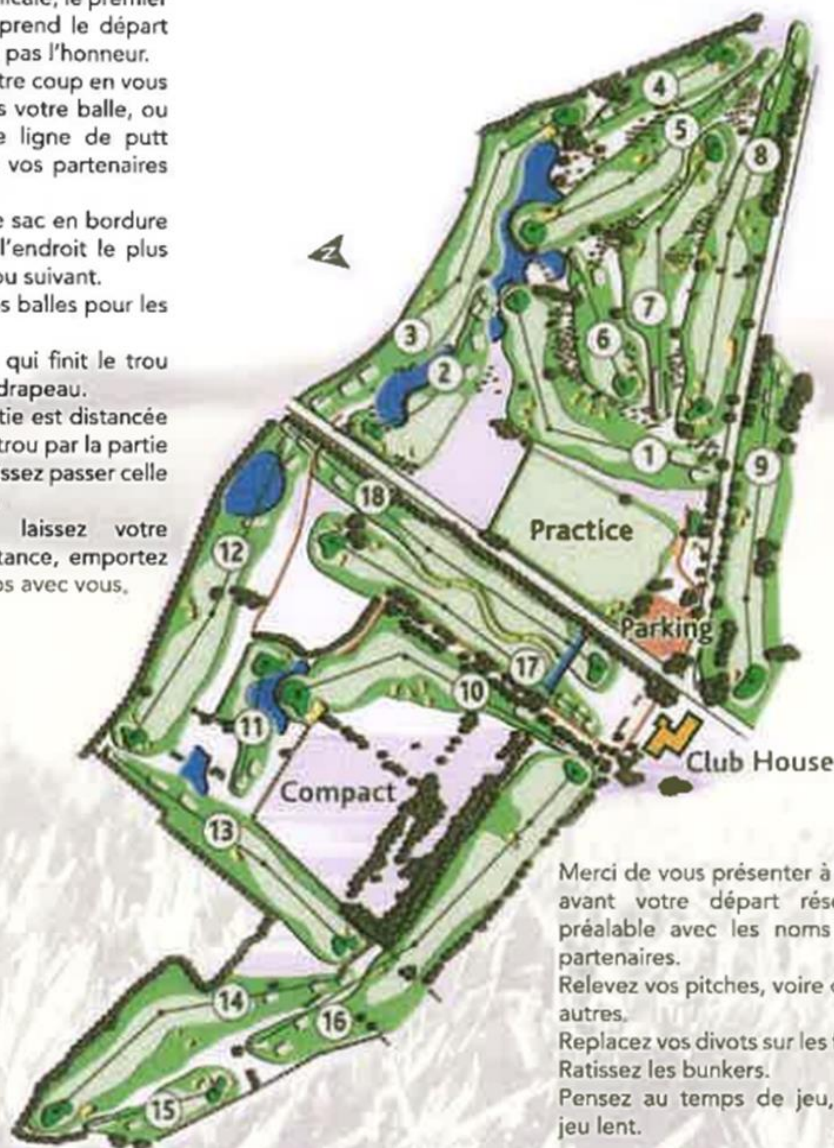 prend le départ
pas l'honneur.
tre coup en vous
s votre balle, ou
e ligne de putt
vos partenaires
e sac en bordure
l'endroit le plus
ou suivant.
s balles pour les
qui finit le trou
drapeau.
tie est distancée
trou par la partie
ssez passer celle
laissez votre
tance, emportez
os avec vous.
4
5
8
N
7
3
6
2
1
9
18
Practice
12
Parking
17
10
11
Club House
Compact
13
14
16
15
Merci de vous présenter à
avant votre départ rése
préalable avec les noms
partenaires.
Relevez vos pitches, voire
autres.
Replacez vos divots sur les
Ratissez les bunkers.
Pensez au temps de jeu,
jeu lent.